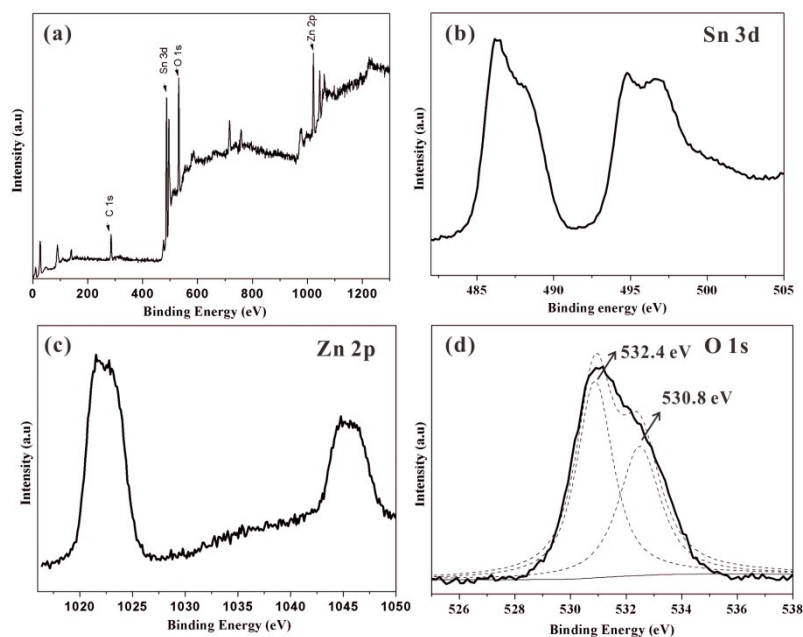 (a)
Sn 3d
O 1s
Zn 2p
C 1s
Intensity (a.u)
0 200 400 600 800 1000 1200
Binding Energy (eV)
(b)
Sn 3d
Intensity (a.u)
485 490 495 500 505
Binding energy (eV)
(c)
Zn 2p
Intensity (a.u)
1020 1025 1030 1035 1040 1045 1050
Binding Energy (eV)
(d)
O 1s
532.4 eV
530.8 eV
Intensity (a.u)
526 528 530 532 534 536 538
Binding Energy (eV)